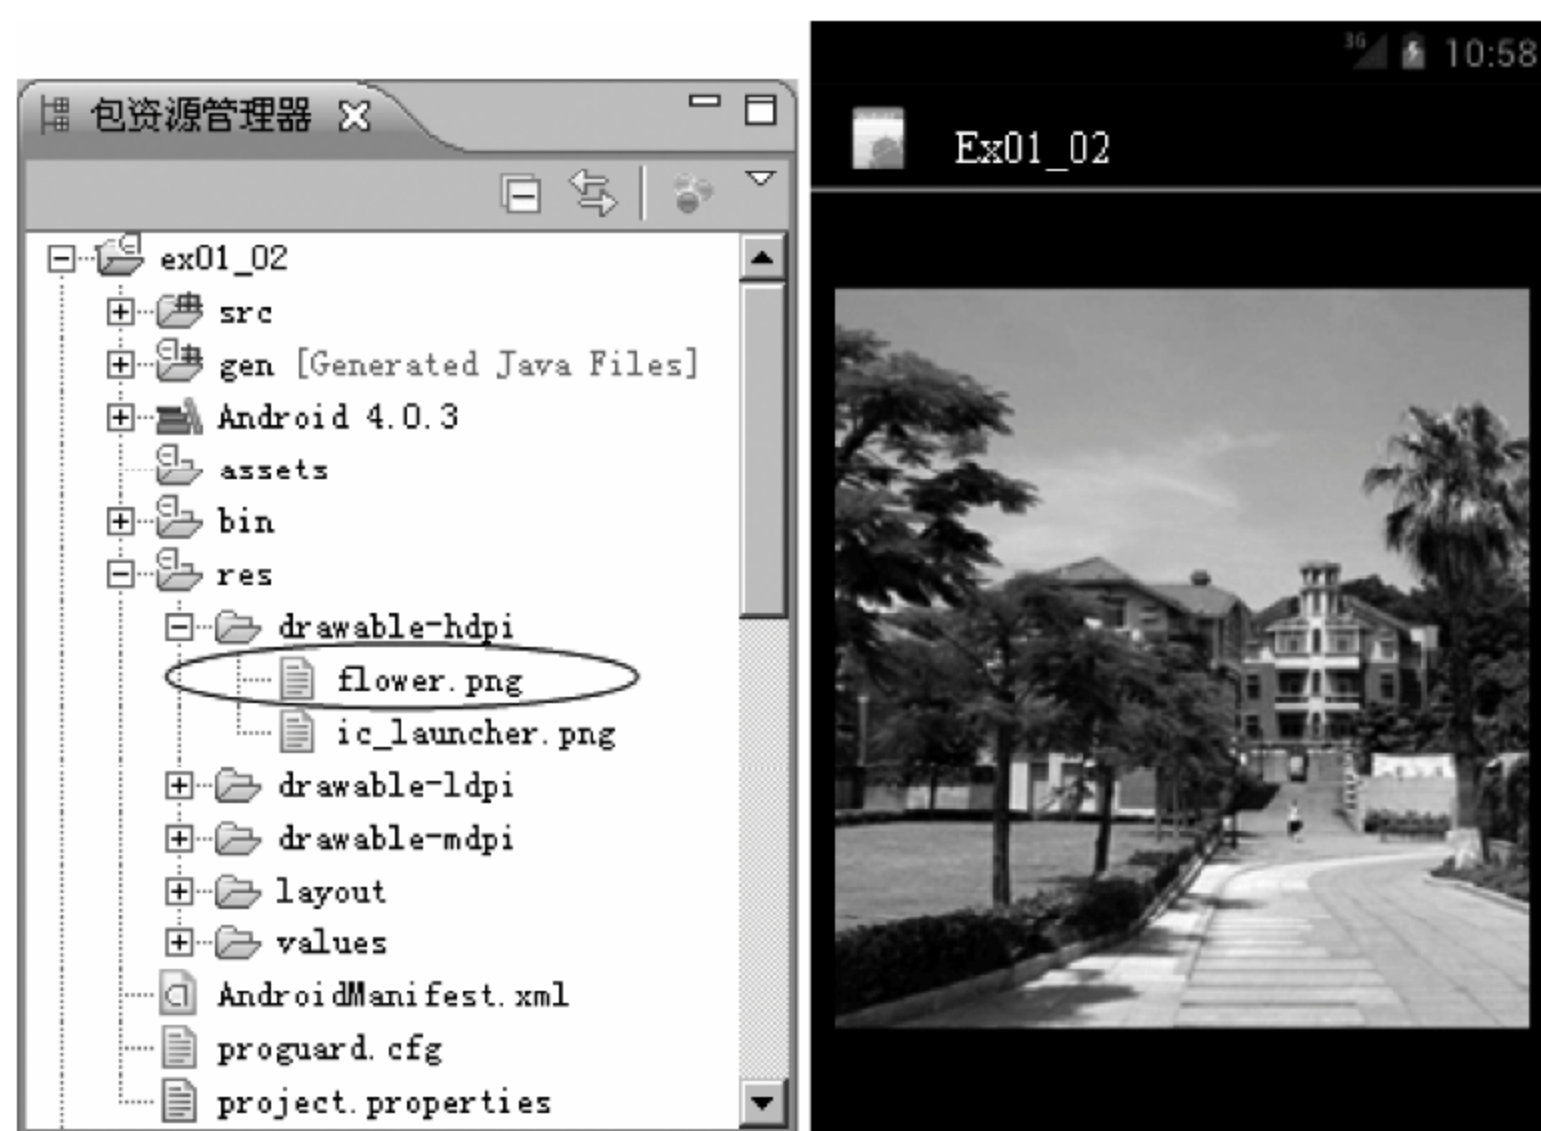 包资源管理器
ex01_02
src
gen [Generated Java Files]
Android 4.0.3
assets
bin
res
drawable-hdpi
flower.png
ic_launcher.png
drawable-ldpi
drawable-mdpi
layout
values
AndroidManifest.xml
proguard.cfg
project.properties
3G 10:58
Ex01_02